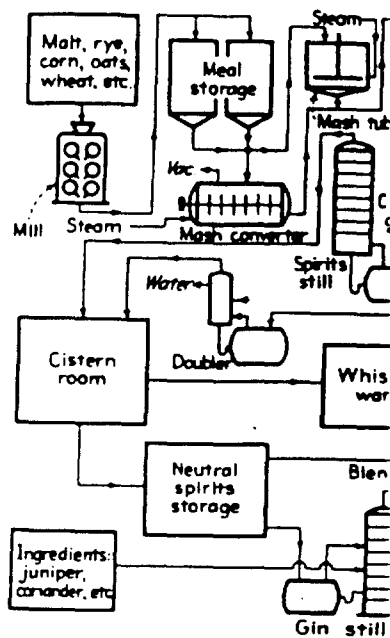 Malt, rye,
corn, oats,
wheat, etc.
Steam
Meal
storage
Mash tub
Vac
Mill
Steam
Mash converter
Spirits
still
C
Water
Doubler
Cistern
room
Whis
war
Neutral
spirits
storage
Blen
Ingredients:
juniper,
coriander, etc
Gin still